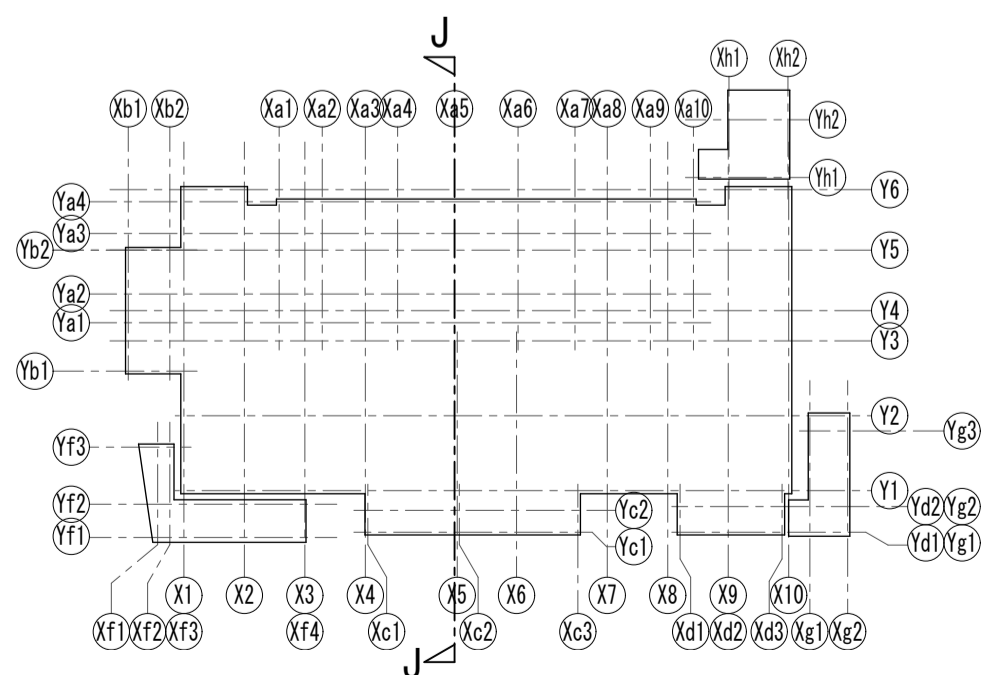 J
Xh1 Xh2
Xb1 Xb2 Xa1 Xa2 Xa3 Xa4 Xa5 Xa6 Xa7 Xa8 Xa9 Xa10
Yh2
Yh1
Ya4 Y6
Ya3
Yb2 Y5
Ya2
Y4
Ya1
Y3
Yb1
Y2
Yg3
Yf3
Y1
Yf2 Yc2 Yd2 Yg2
Yf1 Yc1 Yd1 Yg1
X1 X2 X3 X4 X5 X6 X7 X8 X9 X10
Xf1 Xf2 Xf3 Xf4 Xc1 Xc2 Xc3 Xd1 Xd2 Xd3 Xg1 Xg2
J